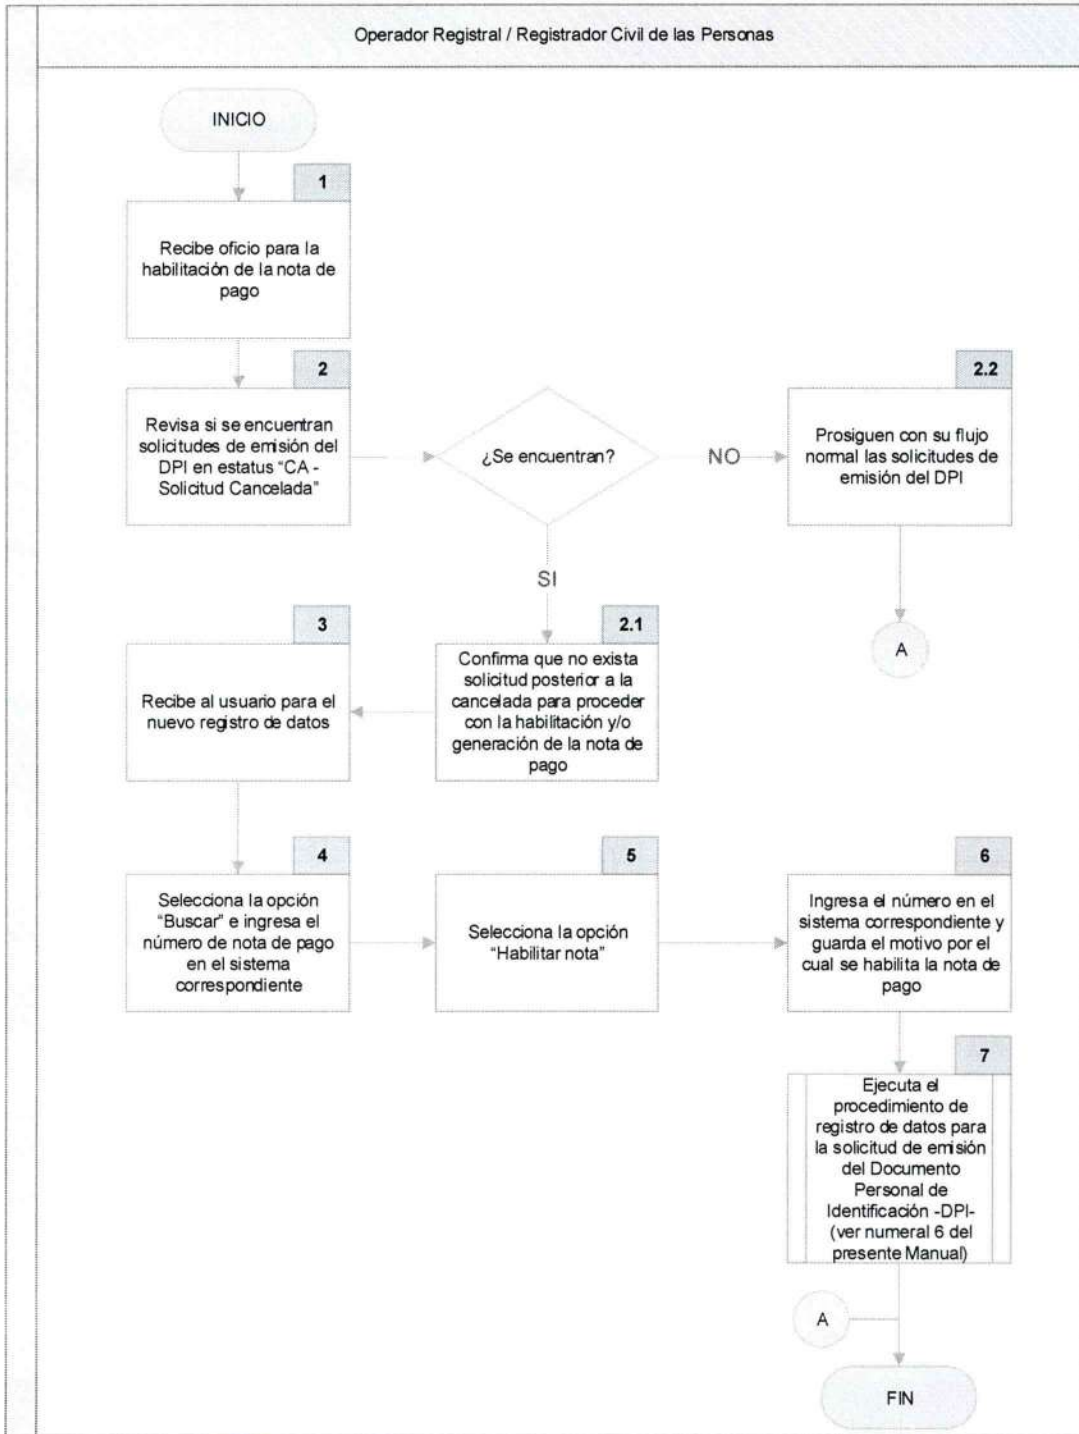 Operador Registral / Registrador Civil de las Personas
INICIO
1
Recibe oficio para la
habilitación de la nota de
pago
2
Revisa si se encuentran
solicitudes de emisión del
DPI en estatus “CA -
Solicitud Cancelada”
¿Se encuentran?
NO
2.2
Prosiguen con su flujo
normal las solicitudes de
emisión del DPI
A
SI
2.1
Confirma que no exista
solicitud posterior a la
cancelada para proceder
con la habilitación y/o
generación de la nota de
pago
3
Recibe al usuario para el
nuevo registro de datos
4
Selecciona la opción
“Buscar” e ingresa el
número de nota de pago
en el sistema
correspondiente
5
Selecciona la opción
“Habilitar nota”
6
Ingresa el número en el
sistema correspondiente y
guarda el motivo por el
cual se habilita la nota de
pago
7
Ejecuta el
procedimiento de
registro de datos para
la solicitud de emisión
del Documento
Personal de
Identificación -DPI-
(ver numeral 6 del
presente Manual)
A
FIN